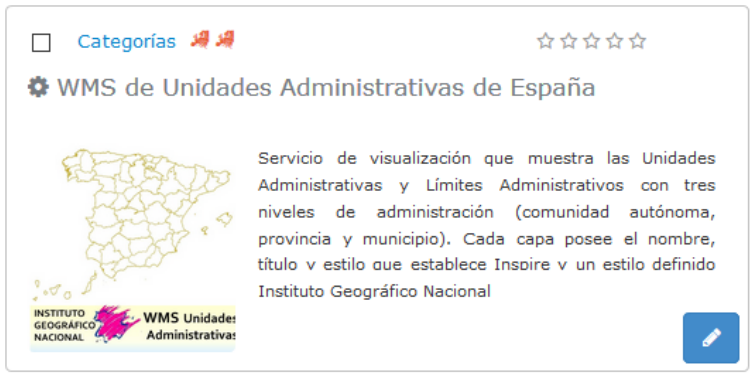 Categorías
WMS de Unidades Administrativas de España
Servicio de visualización que muestra las Unidades
Administrativas y Límites Administrativos con tres
niveles de administración (comunidad autónoma,
provincia y municipio). Cada capa posee el nombre,
título y estilo que establece Inspire y un estilo definido
Instituto Geográfico Nacional
INSTITUTO
GEOGRÁFICO
NACIONAL
WMS Unidades
Administrativas